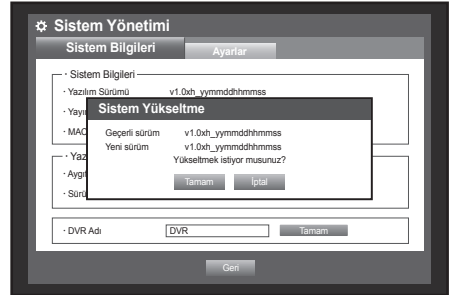 Sistem Yönetimi
Sistem Bilgileri
Ayarlar
· Sistem Bilgileri
· Yazılım Sürümü v1.0xh_yymmddhhmmss
Sistem Yükseltme
Geçerli sürüm v1.0xh_yymmddhhmmss
Yeni sürüm v1.0xh_yymmddhhmmss
Yükseltmek istiyor musunuz?
Tamam İptal
· DVR Adı DVR Tamam
Geri